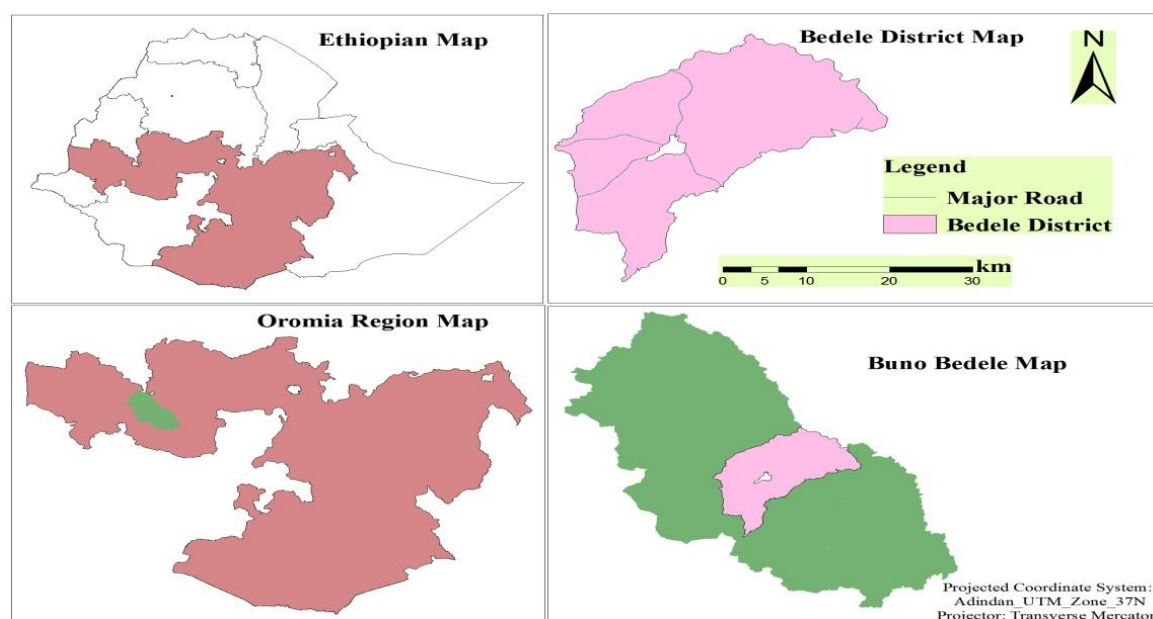 Ethiopian Map
Bedele District Map
N
Legend
Major Road
Bedele District
km
0 5 10 20 30
Oromia Region Map
Buno Bedele Map
Projected Coordinate System:
Adindan_UTM_Zone_37N
Projector: Transverse Mercator